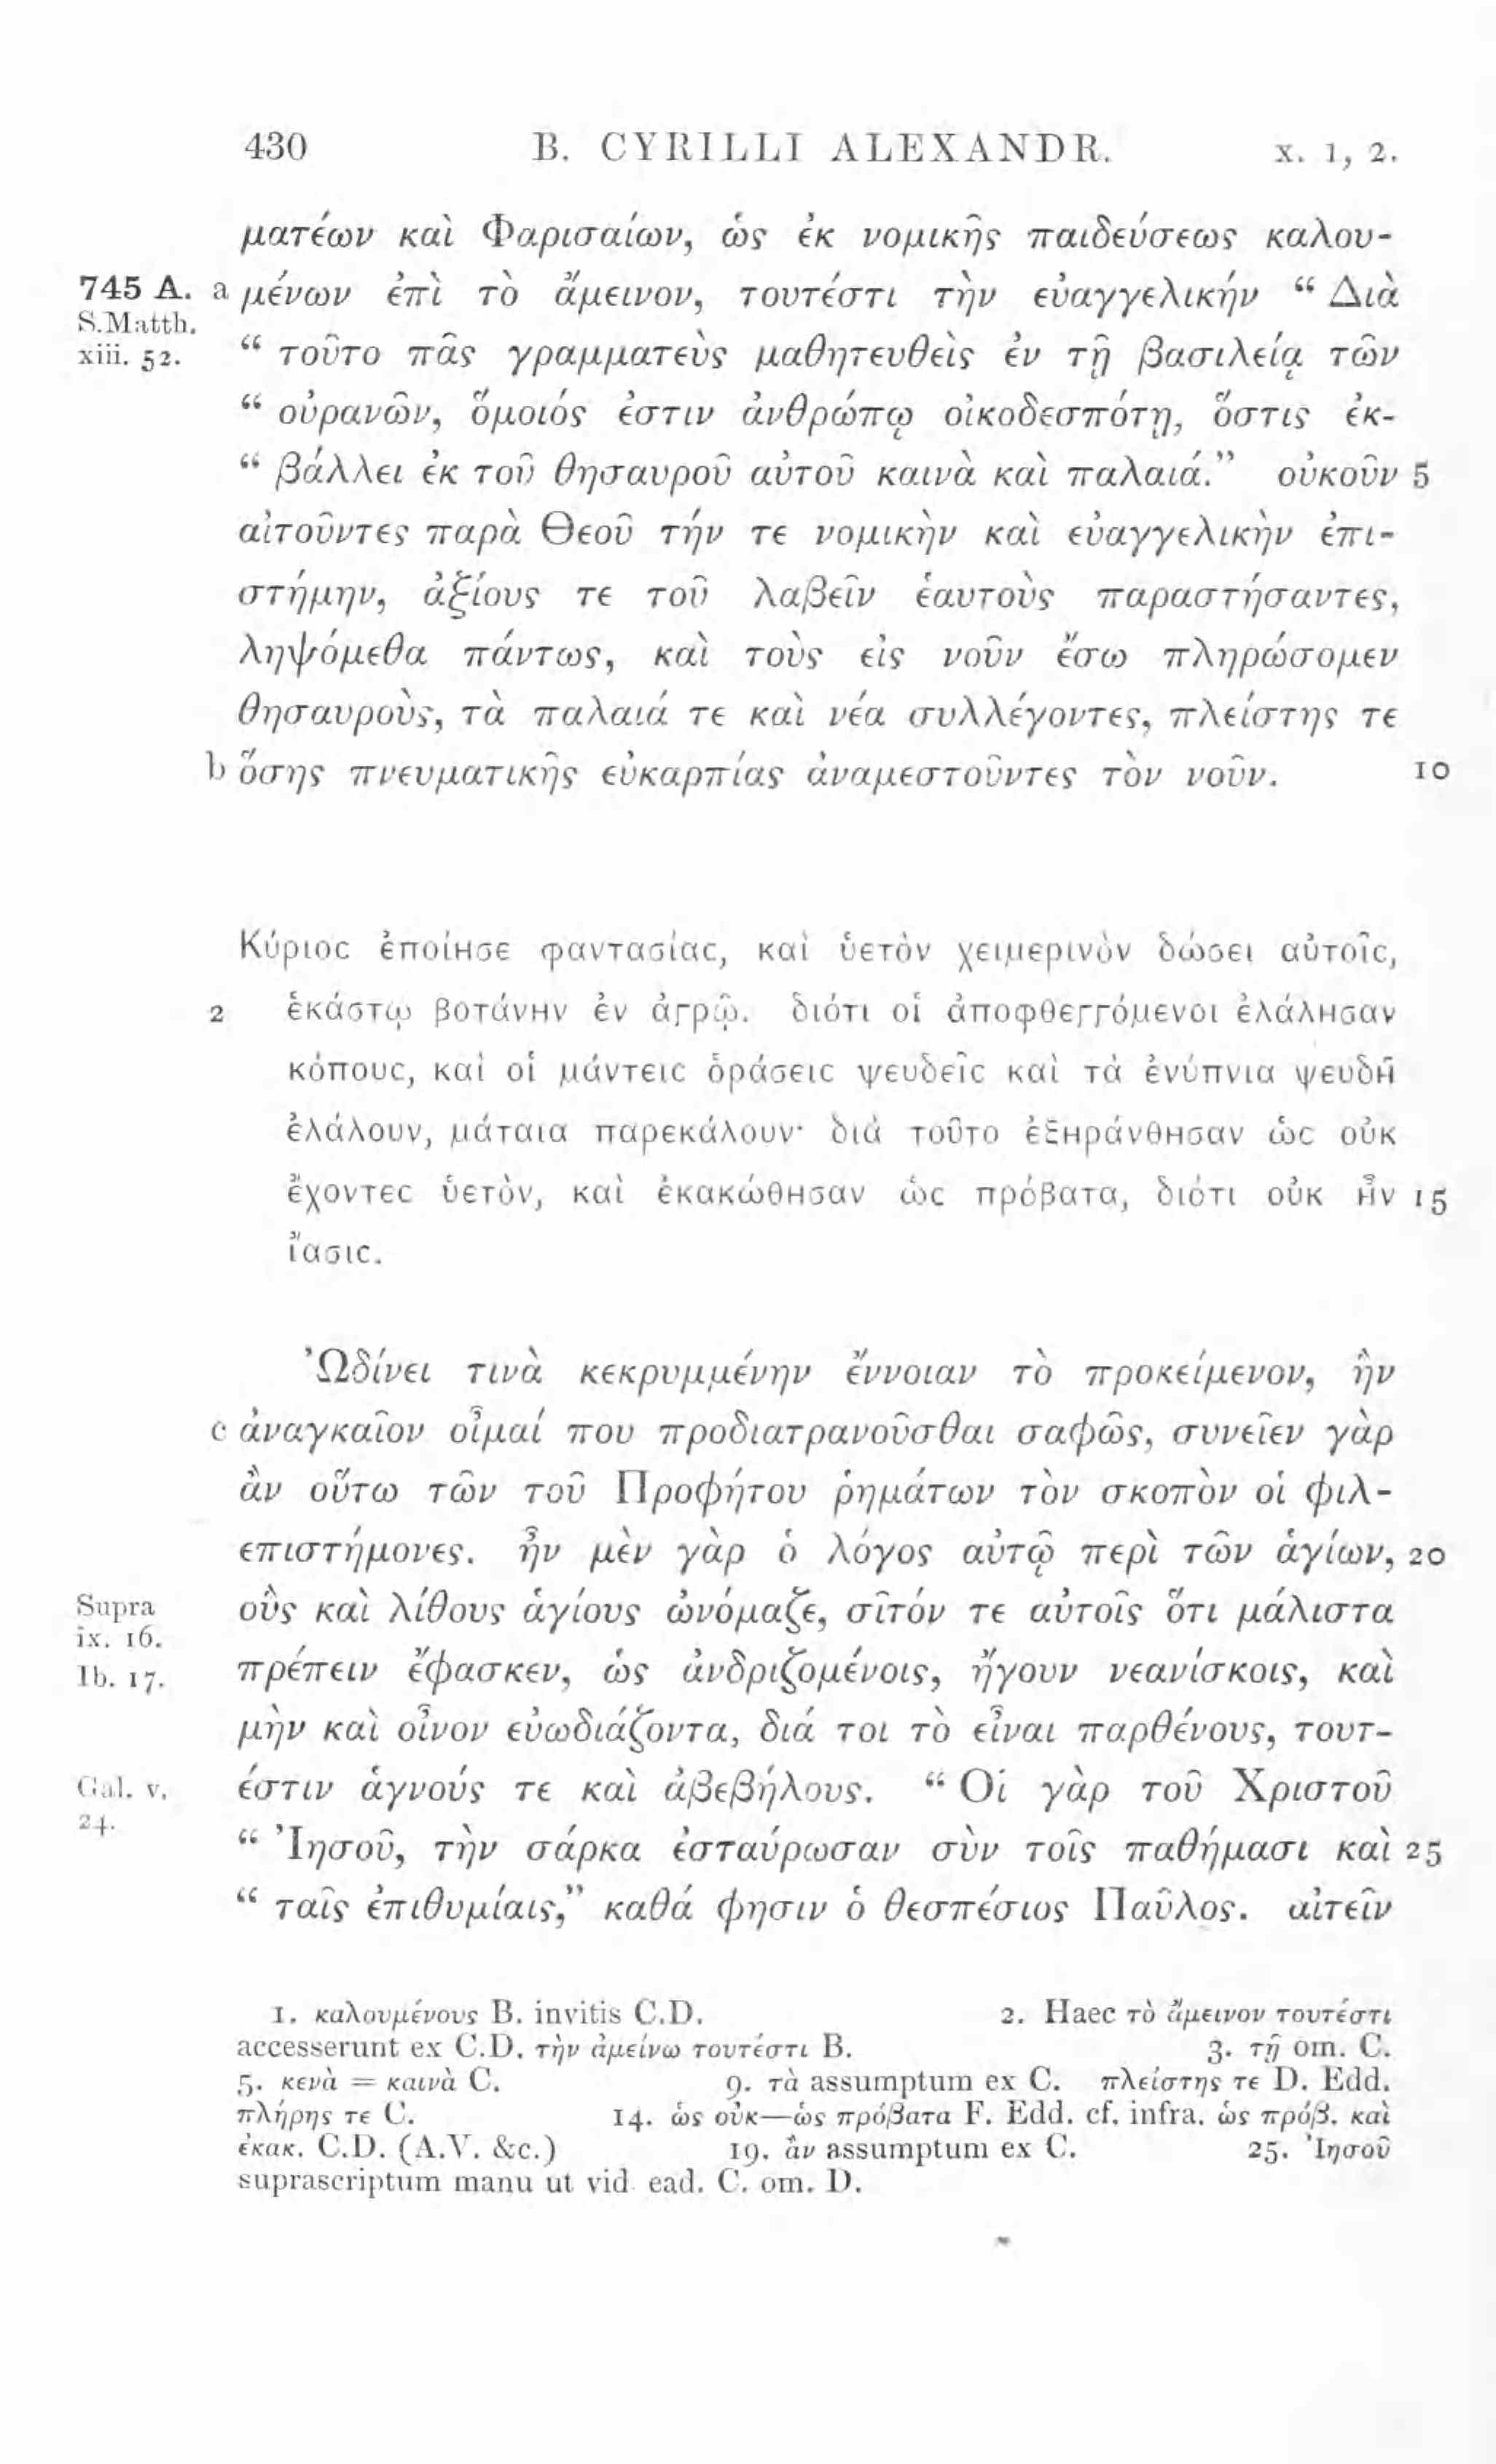 430 B. CYRILLI ALEXANDR. x. 1, 2.
ματέων καὶ Φαρισαίων, ὡς ἐκ νομικῆς παιδεύσεως καλου-
745 A. a μένων ἐπὶ τὸ ἄμεινον, τουτέστι τὴν εὐαγγελικήν “ Διὰ
S.Matth.
xiii. 52. “ τοῦτο πᾶς γραμματεὺς μαθητευθεὶς ἐν τῇ βασιλείᾳ τῶν
“ οὐρανῶν, ὅμοιός ἐστιν ἀνθρώπῳ οἰκοδεσπότῃ, ὅστις ἐκ-
“ βάλλει ἐκ τοῦ θησαυροῦ αὐτοῦ καινὰ καὶ παλαιά.” οὐκοῦν 5
αἰτοῦντες παρὰ Θεοῦ τήν τε νομικὴν καὶ εὐαγγελικὴν ἐπι-
στήμην, ἀξίους τε τοῦ λαβεῖν ἑαυτοὺς παραστήσαντες,
ληψόμεθα πάντως, καὶ τοὺς εἰς νοῦν ἔσω πληρώσομεν
θησαυροὺς, τὰ παλαιά τε καὶ νέα συλλέγοντες, πλείστης τε
b ὅσης πνευματικῆς εὐκαρπίας ἀναμεστοῦντες τὸν νοῦν. 10
Κύριος ἐποίησε φαντασίας, καὶ ὑετὸν χειμερινὸν δώσει αὐτοῖς,
2 ἑκάστῳ βοτάνην ἐν ἀγρῷ. διότι οἱ ἀποφθεγγόμενοι ἐλάλησαν
κόπους, καὶ οἱ μάντεις ὁράσεις ψευδεῖς καὶ τὰ ἐνύπνια ψευδῆ
ἐλάλουν, μάταια παρεκάλουν· διὰ τοῦτο ἐξηράνθησαν ὡς οὐκ
ἔχοντες ὑετὸν, καὶ ἐκακώθησαν ὡς πρόβατα, διότι οὐκ ἦν 15
ἴασις.
Ὠδίνει τινὰ κεκρυμμένην ἔννοιαν τὸ προκείμενον, ἣν
c ἀναγκαῖον οἶμαί που προδιατρανοῦσθαι σαφῶς, συνεῖεν γὰρ
ἂν οὕτω τῶν τοῦ Προφήτου ῥημάτων τὸν σκοπὸν οἱ φιλ-
επιστήμονες. ἦν μὲν γὰρ ὁ λόγος αὐτῷ περὶ τῶν ἁγίων, 20
Supra οὓς καὶ λίθους ἁγίους ὠνόμαζε, σῖτόν τε αὐτοῖς ὅτι μάλιστα
ix. 16.
Ib. 17. πρέπειν ἔφασκεν, ὡς ἀνδριζομένοις, ἤγουν νεανίσκοις, καὶ
μὴν καὶ οἶνον εὐωδιάζοντα, διά τοι τὸ εἶναι παρθένους, τουτ-
Gal. v. έστιν ἁγνούς τε καὶ ἀβεβήλους. “ Οἱ γὰρ τοῦ Χριστοῦ
24.
“ Ἰησοῦ, τὴν σάρκα ἐσταύρωσαν σὺν τοῖς παθήμασι καὶ 25
“ ταῖς ἐπιθυμίαις,” καθά φησιν ὁ θεσπέσιος Παῦλος. αἰτεῖν
1. καλουμένους B. invitis C.D. 2. Haec τὸ ἄμεινον τουτέστι
accesserunt ex C.D. τὴν ἀμείνω τουτέστι B. 3. τῇ om. C.
5. κενὰ = καινὰ C. 9. τὰ assumptum ex C. πλείστης τε D. Edd.
πλήρης τε C. 14. ὡς οὐκ—ὡς πρόβατα F. Edd. cf. infra. ὡς πρόβ. καὶ
ἐκακ. C.D. (A.V. &c.) 19. ἂν assumptum ex C. 25. Ἰησοῦ
suprascriptum manu ut vid ead. C. om. D.